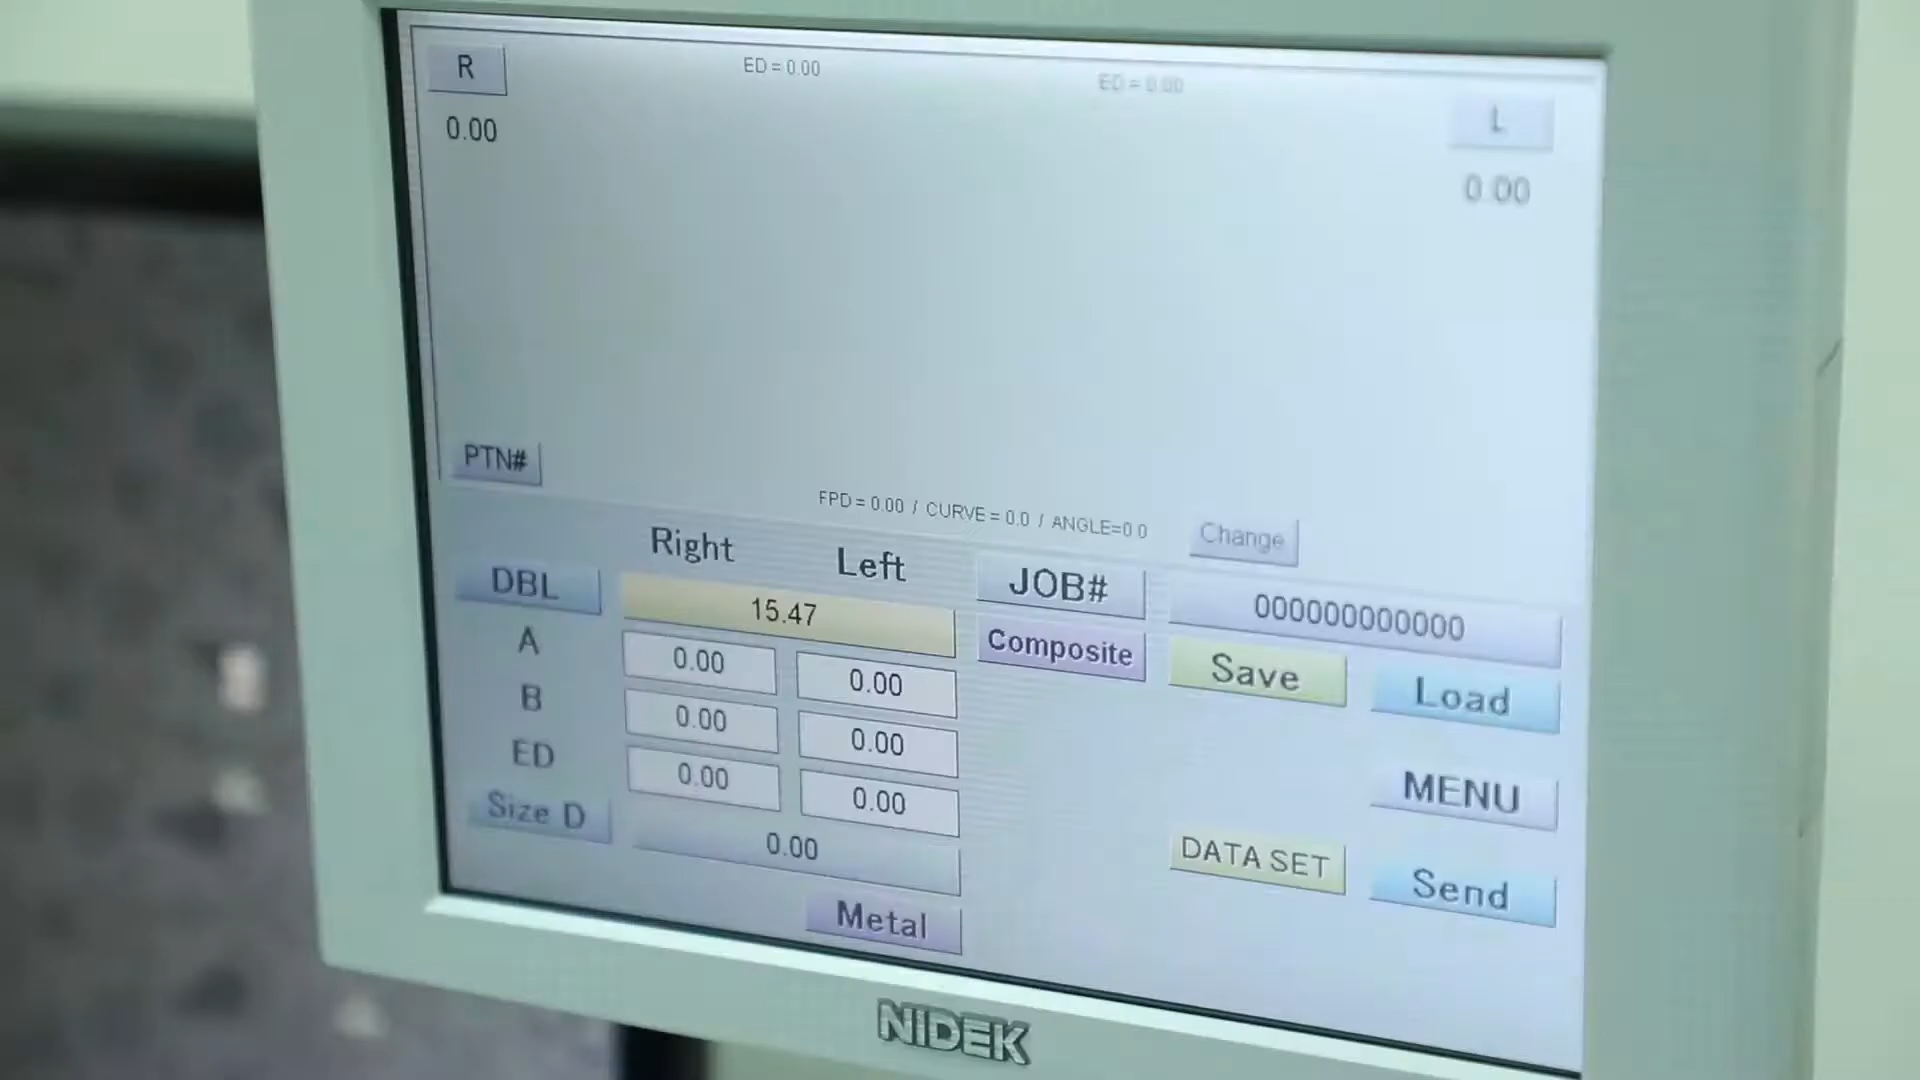 R
ED = 0.00
ED = 0.00
L
0.00
0.00
PTN#
FPD = 0.00 / CURVE = 0.0 / ANGLE=0.0
Change
Right
Left
JOB#
000000000000
DBL
15.47
Composite
Save
Load
A
0.00
0.00
B
0.00
0.00
MENU
ED
0.00
0.00
Size D
0.00
DATA SET
Send
Metal
NIDEK